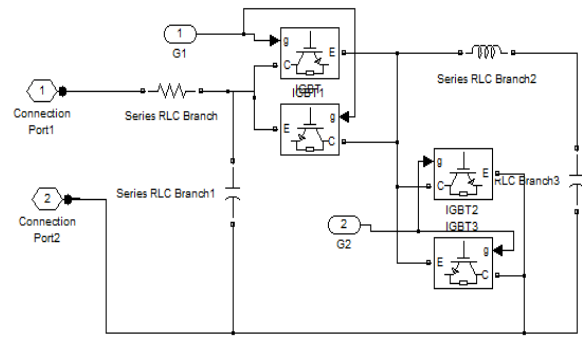 1
G1
g
E
C
IGBT
IGBT1
g
E
C
1
Connection
Port1
Series RLC Branch
Series RLC Branch2
2
Connection
Port2
Series RLC Branch1
g
E
C
RLC Branch3
IGBT2
IGBT3
2
G2
g
E
C